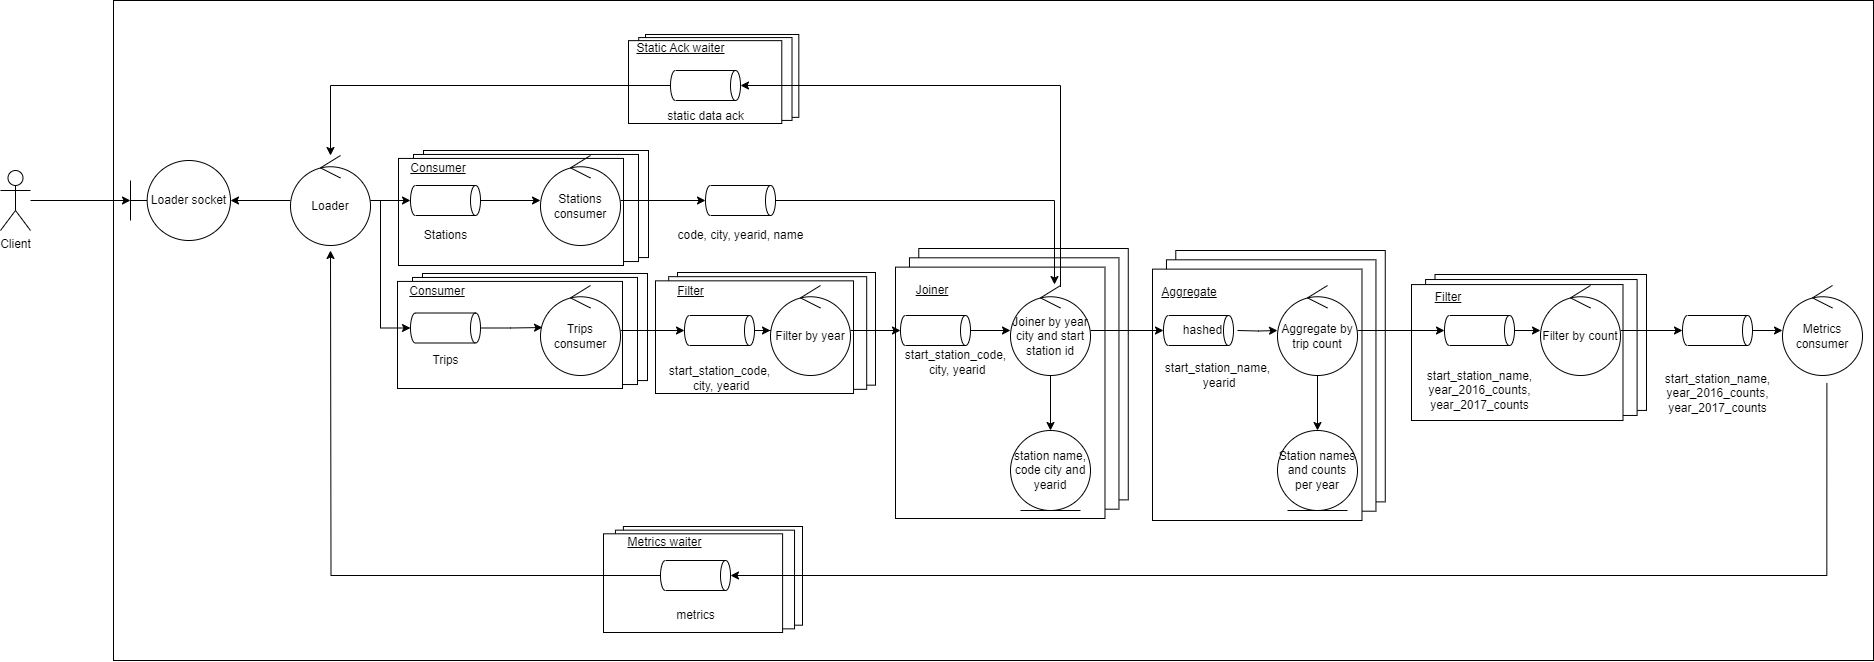 Static Ack waiter
static data ack
Client
Loader socket
Loader
Consumer
Stations
Stations
consumer
code, city, yearid, name
Consumer
Trips
Trips
consumer
Filter
start_station_code,
city, yearid
Filter by year
Joiner
start_station_code,
city, yearid
Joiner by year
city and start
station id
station name,
code city and
yearid
Aggregate
hashed
start_station_name,
yearid
Aggregate by
trip count
Station names
and counts
per year
Filter
start_station_name,
year_2016_counts,
year_2017_counts
Filter by count
start_station_name,
year_2016_counts,
year_2017_counts
Metrics
consumer
Metrics waiter
metrics